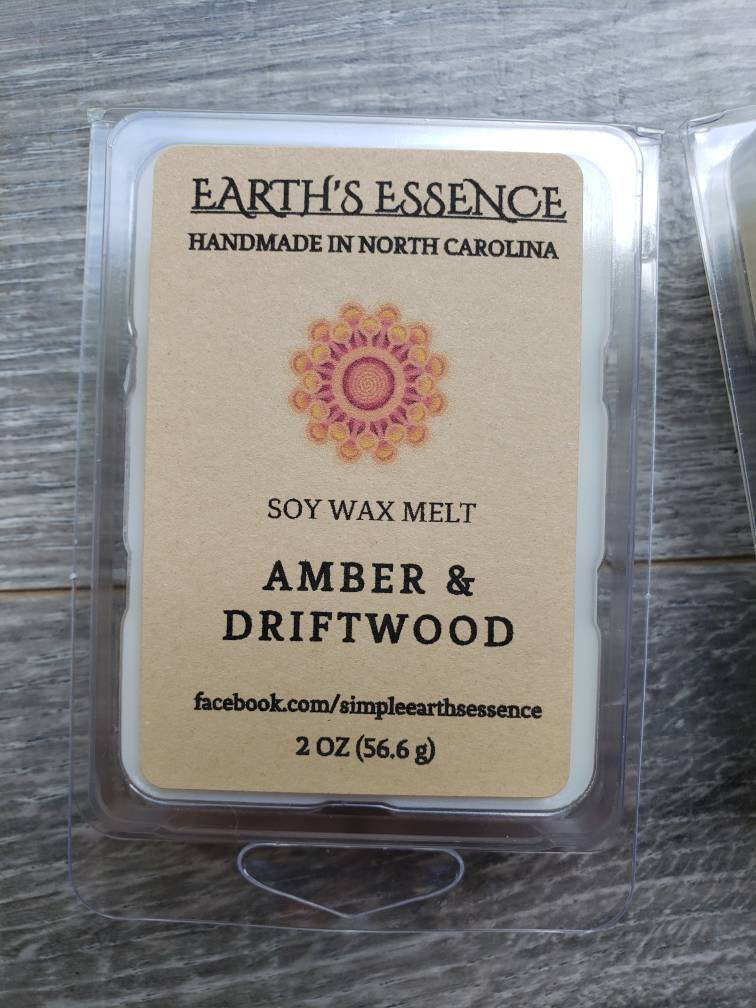 EARTH'S ESSENCE
HANDMADE IN NORTH CAROLINA
SOY WAX MELT
AMBER &
DRIFTWOOD
facebook.com/simpleearthsessence
2 OZ (56.6 g)